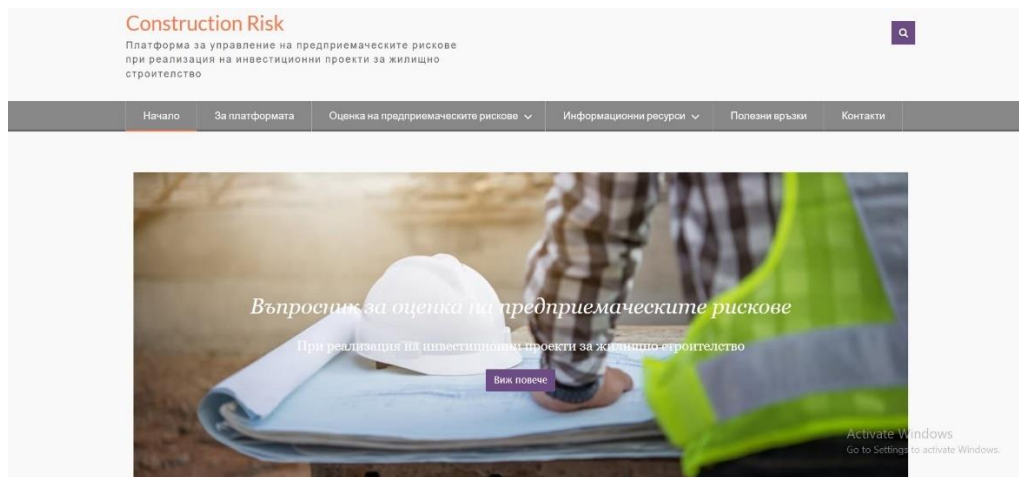 Construction Risk
Платформа за управление на предприемаческите рискове
при реализация на инвестиционни проекти за жилищно
строителство
Начало
За платформата
Оценка на предприемаческите рискове
Информационни ресурси
Полезни връзки
Контакти
Въпросник за оценка на предприемаческите рискове
При реализация на инвестиционни проекти за жилищно строителство
Виж повече
Activate Windows
Go to Settings to activate Windows.